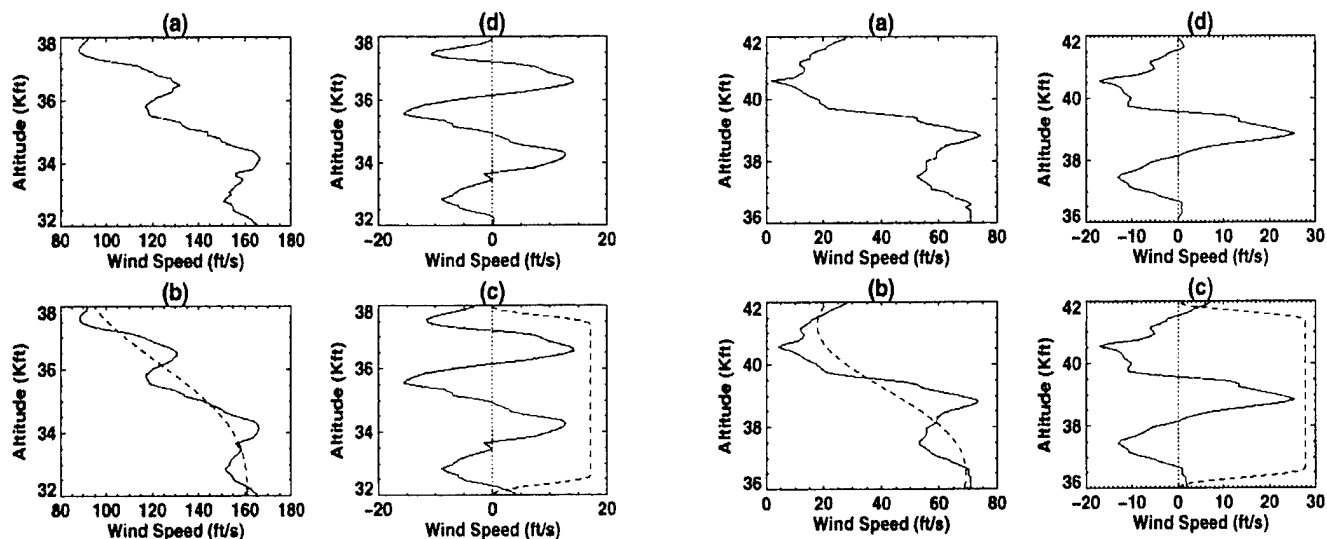 (a)
38
36
34
32
Altitude (Kft)
80 100 120 140 160 180
Wind Speed (ft/s)
(d)
38
36
34
32
Altitude (Kft)
−20 0 20
Wind Speed (ft/s)
(a)
42
40
38
36
Altitude (Kft)
0 20 40 60 80
Wind Speed (ft/s)
(d)
42
40
38
36
Altitude (Kft)
−20 −10 0 10 20 30
Wind Speed (ft/s)
(b)
38
36
34
32
Altitude (Kft)
80 100 120 140 160 180
Wind Speed (ft/s)
(c)
38
36
34
32
Altitude (Kft)
−20 0 20
Wind Speed (ft/s)
(b)
42
40
38
36
Altitude (Kft)
0 20 40 60 80
Wind Speed (ft/s)
(c)
42
40
38
36
Altitude (Kft)
−20 −10 0 10 20 30
Wind Speed (ft/s)